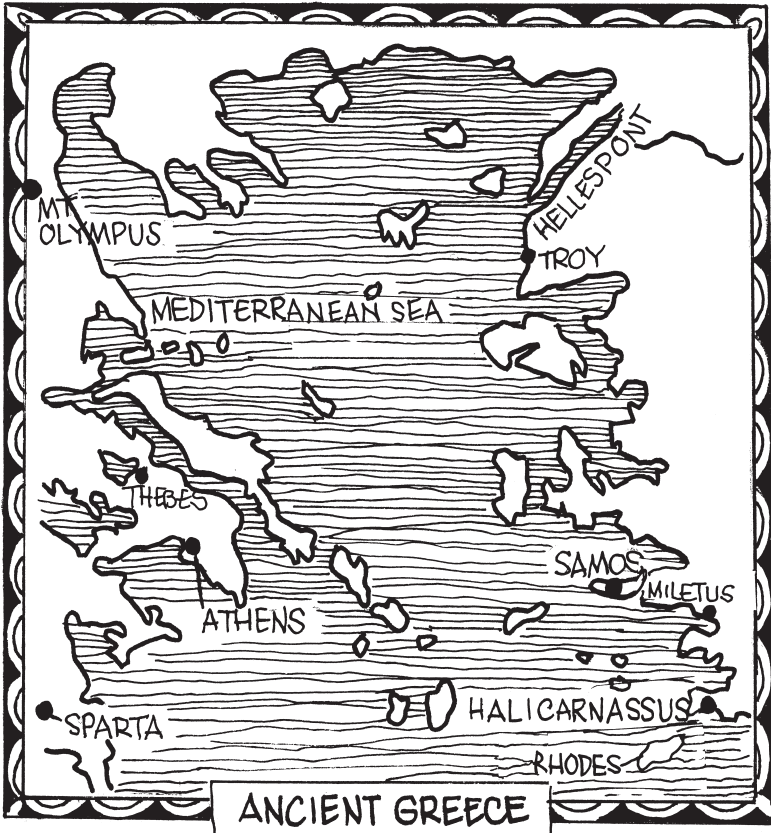 HELLESPONT
MT.
OLYMPUS
TROY
MEDITERRANEAN SEA
THEBES
SAMOS
MILETUS
ATHENS
HALICARNASSUS
SPARTA
RHODES
ANCIENT GREECE